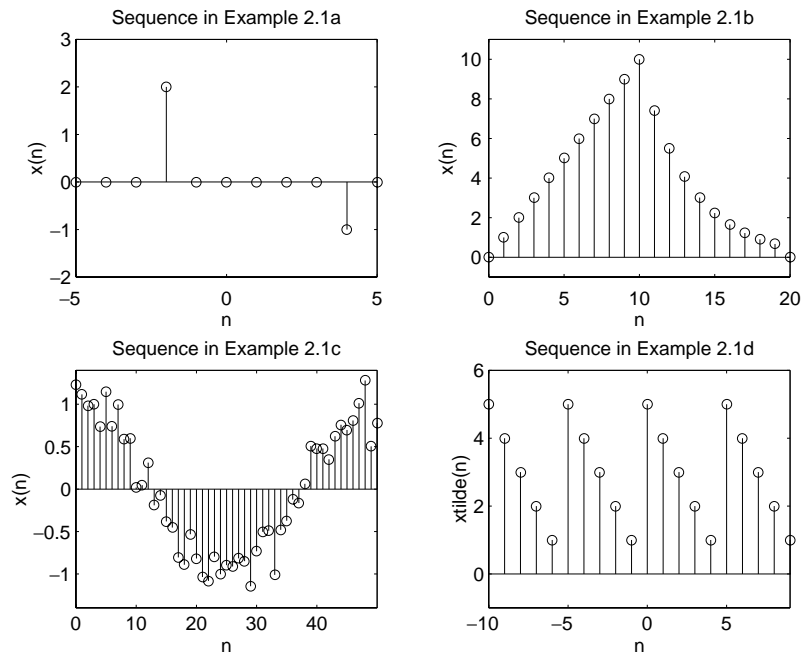 Sequence in Example 2.1a
3
2
1
0
−1
−2
x(n)
−5 0 5
n
Sequence in Example 2.1b
10
8
6
4
2
0
x(n)
0 5 10 15 20
n
Sequence in Example 2.1c
1
0.5
0
−0.5
−1
x(n)
0 10 20 30 40
n
Sequence in Example 2.1d
6
4
2
0
xtilde(n)
−10 −5 0 5
n